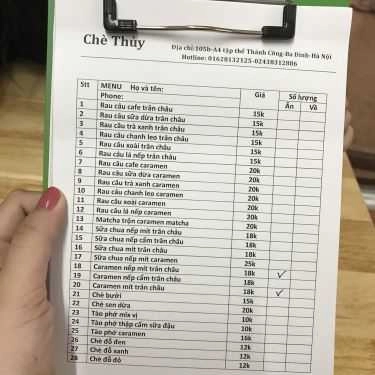 Chè Thúy
Địa chỉ:105b-A4 tập thể Thành Công-Ba Đình-Hà Nội
Hotline: 01628132125-02438312886
Stt MENU Họ và tên: Giá Số lượng
Phone: Ăn Về
1 Rau câu cafe trân châu 15k
2 Rau câu sữa dừa trân châu 15k
3 Rau câu trà xanh trân châu 15k
4 Rau câu chanh leo trân châu 15k
5 Rau câu xoài trân châu 15k
6 Rau câu lá nếp trân châu 15k
7 Rau câu cafe caramen 20k
8 Rau câu sữa dừa caramen 20k
9 Rau câu trà xanh caramen 20k
10 Rau câu chanh leo caramen 20k
11 Rau câu xoài caramen 20k
12 Rau câu lá nếp caramen 20k
13 Matcha trộn caramen matcha 20k
14 Sữa chua nếp mít trân châu 18k
15 Sữa chua nếp cẩm trân châu 18k
16 Sữa chua mít trân châu 18k
17 Sữa chua nếp mít caramen 25k
18 Caramen nếp mít trân châu 18k ✓
19 Caramen nếp cẩm trân châu 18k
20 Caramen mít trân châu 18k ✓
21 Chè bưởi 15k
22 Chè sen dừa 20k
23 Tào phớ mix vị 10k
24 Tào phớ thập cẩm sữa đậu 16k
25 Tào phớ caramen 16k
26 Chè đỗ đen 12k
27 Chè đỗ xanh 12k
28 Chè đỗ đỏ 12k